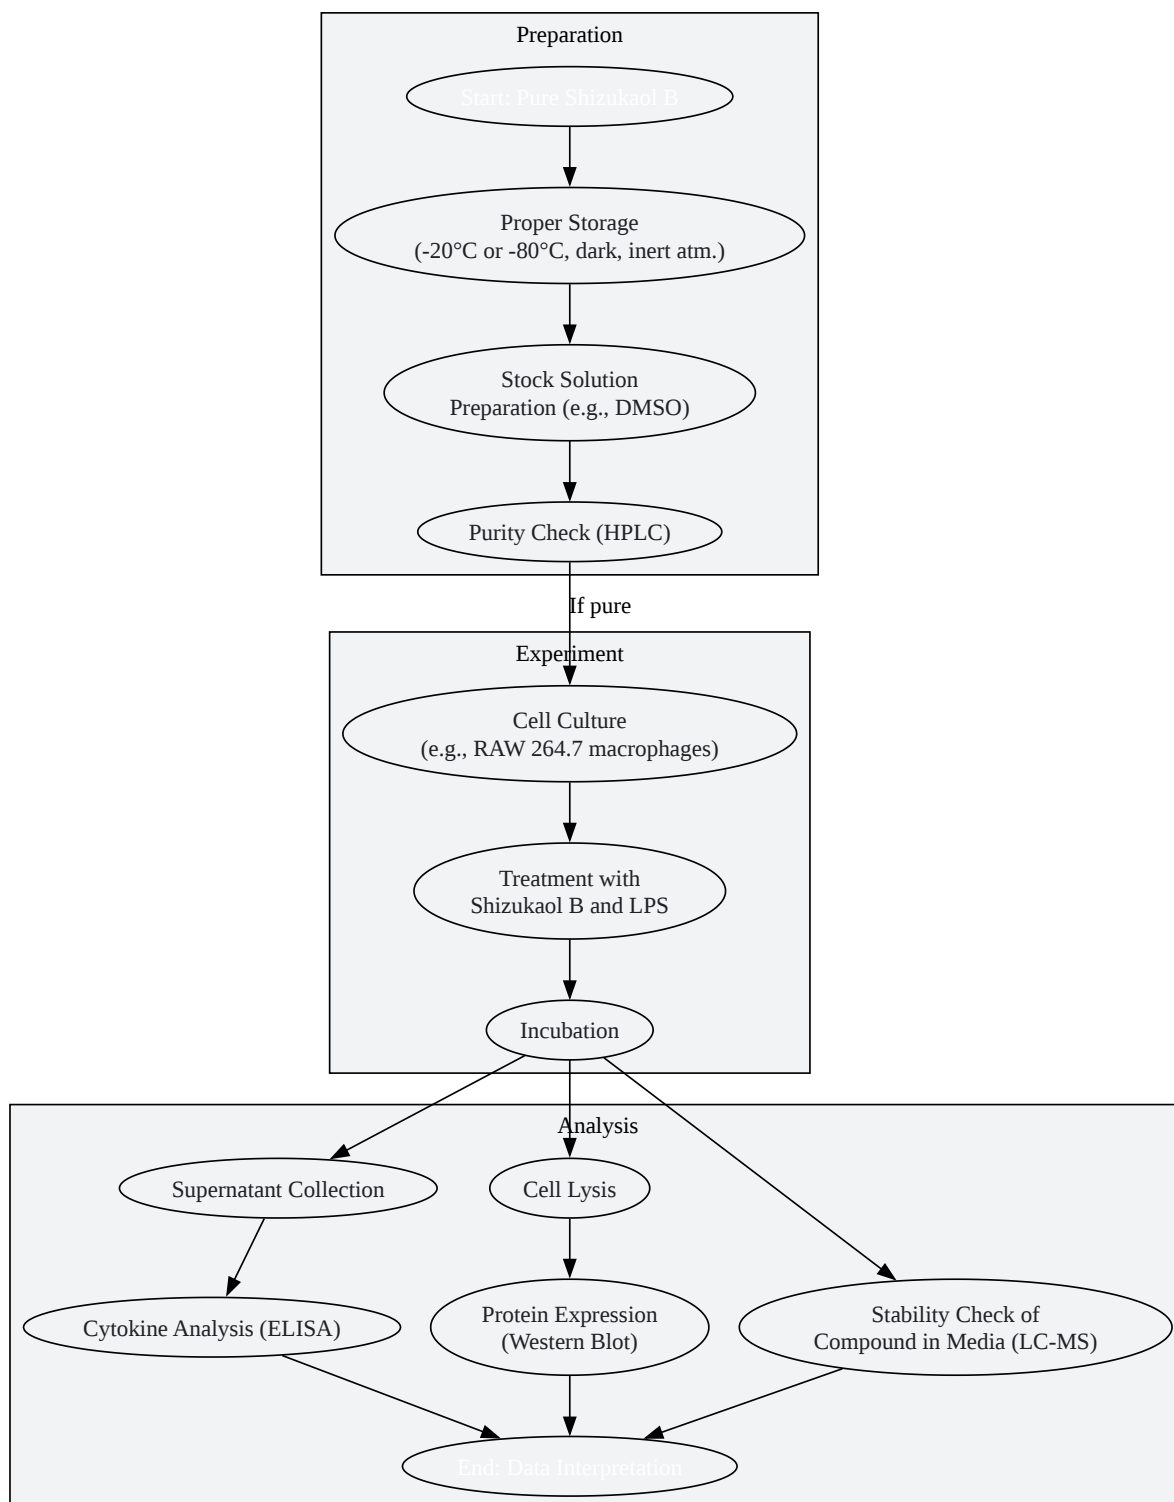 Preparation
Start: Pure Shizukaol B
Proper Storage
(-20°C or -80°C, dark, inert atm.)
Stock Solution
Preparation (e.g., DMSO)
Purity Check (HPLC)
If pure
Experiment
Cell Culture
(e.g., RAW 264.7 macrophages)
Treatment with
Shizukaol B and LPS
Incubation
Analysis
Supernatant Collection
Cell Lysis
Cytokine Analysis (ELISA)
Protein Expression
(Western Blot)
Stability Check of
Compound in Media (LC-MS)
End: Data Interpretation